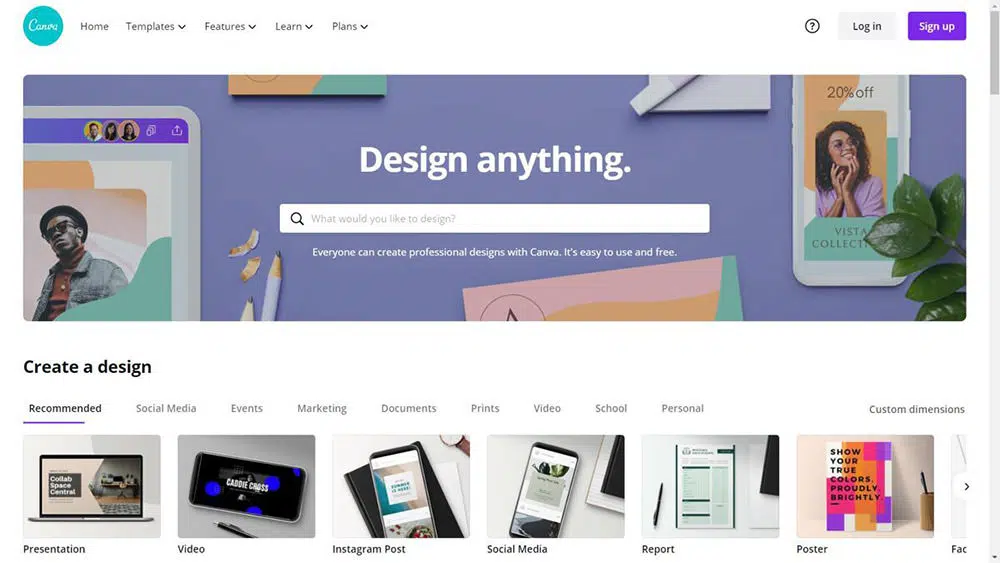 Canva
Home
Templates
Features
Learn
Plans
Log in
Sign up
20% off
Design anything.
What would you like to design?
Everyone can create professional designs with Canva. It's easy to use and free.
VISTA
COLLECT
Create a design
Recommended
Social Media
Events
Marketing
Documents
Prints
Video
School
Personal
Custom dimensions
Collab
Space
Central
CADDIE CROSS
SUMMER
IS HERE!
SHOW
YOUR
TRUE
COLORS.
PROUDLY.
BRIGHTLY.
Presentation
Video
Instagram Post
Social Media
Report
Poster
Fac